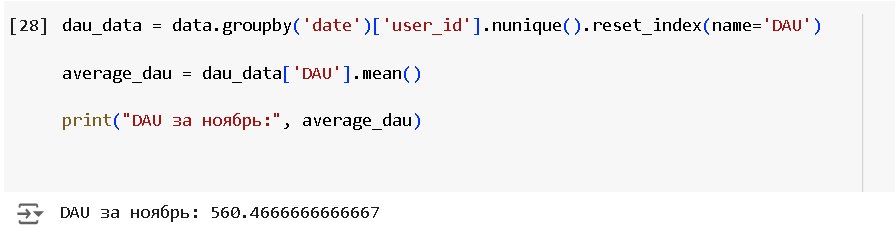 [28] dau_data = data.groupby('date')['user_id'].nunique().reset_index(name='DAU')
average_dau = dau_data['DAU'].mean()
print("DAU за ноябрь:", average_dau)
DAU за ноябрь: 560.4666666666667